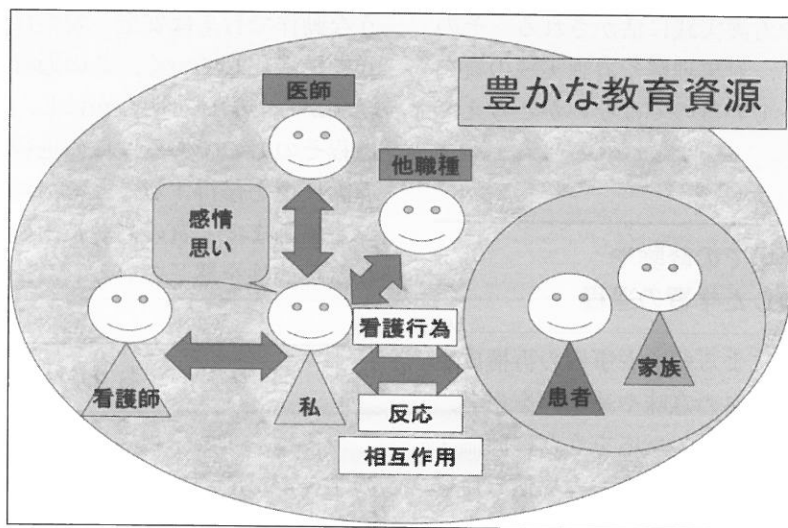 豊かな教育資源
医師
他職種
感情
思い
看護行為
看護師
私
反応
相互作用
患者
家族